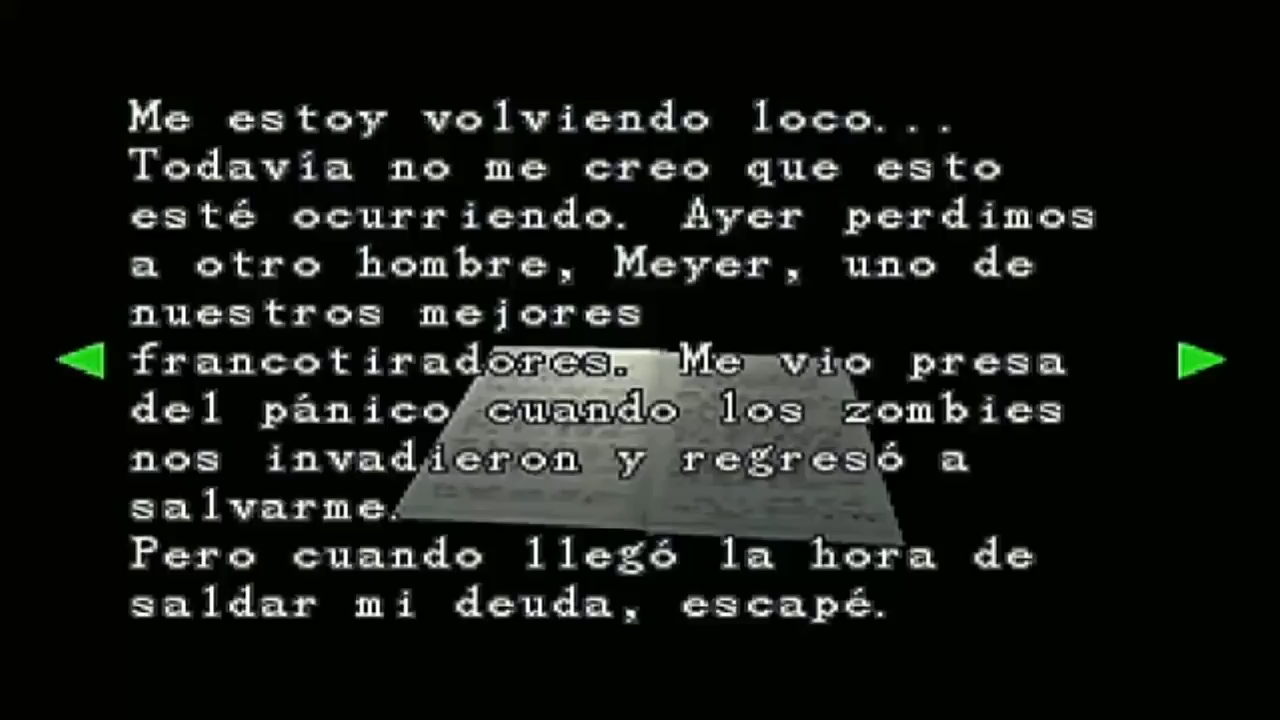 Me estoy volviendo loco...
Todavía no me creo que esto
esté ocurriendo. Ayer perdimos
a otro hombre, Meyer, uno de
nuestros mejores
francotiradores. Me vio presa
del pánico cuando los zombies
nos invadieron y regresó a
salvarme.
Pero cuando llegó la hora de
saldar mi deuda, escapé.